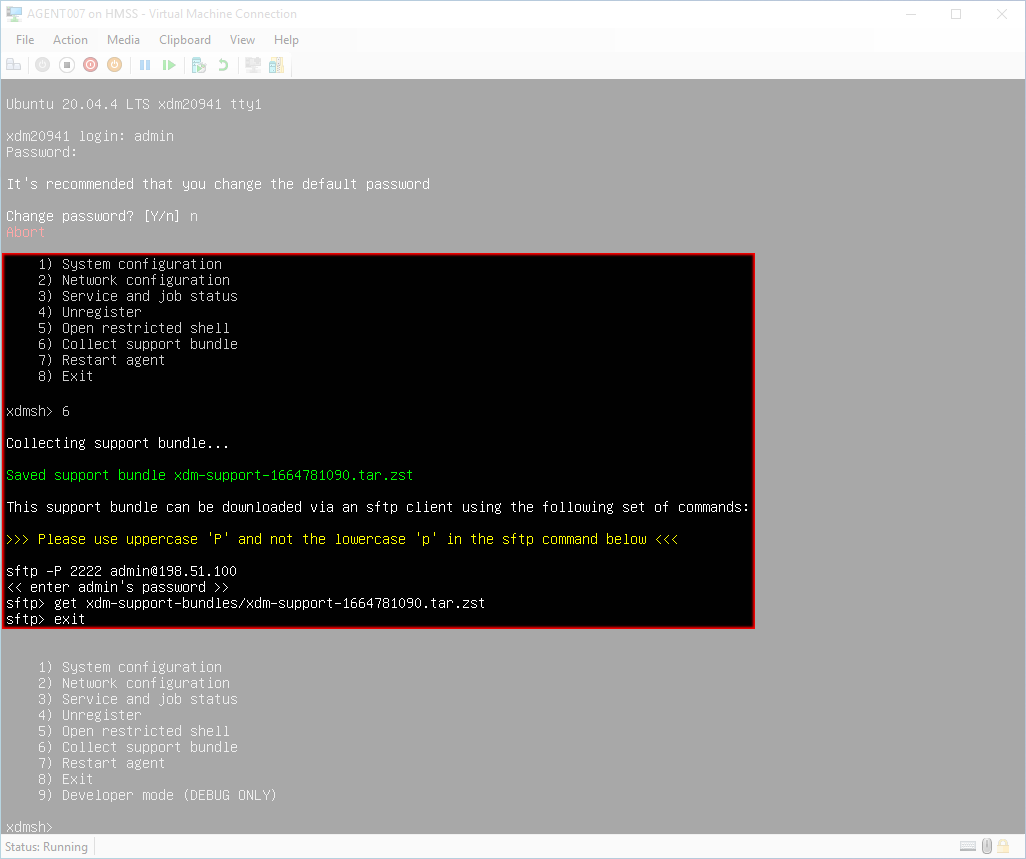 AGENT007 on HMSS - Virtual Machine Connection
File Action Media Clipboard View Help
Ubuntu 20.04.4 LTS xdm20941 tty1
xdm20941 login: admin
Password:
It's recommended that you change the default password
Change password? [Y/n] n
Abort
1) System configuration
2) Network configuration
3) Service and job status
4) Unregister
5) Open restricted shell
6) Collect support bundle
7) Restart agent
8) Exit
xdmsh> 6
Collecting support bundle...
Saved support bundle xdm-support-1664781090.tar.zst
This support bundle can be downloaded via an sftp client using the following set of commands:
>>> Please use uppercase 'P' and not the lowercase 'p' in the sftp command below <<<
sftp -P 2222 admin@198.51.100
<< enter admin's password >>
sftp> get xdm-support-bundles/xdm-support-1664781090.tar.zst
sftp> exit
1) System configuration
2) Network configuration
3) Service and job status
4) Unregister
5) Open restricted shell
6) Collect support bundle
7) Restart agent
8) Exit
9) Developer mode (DEBUG ONLY)
xdmsh>
Status: Running